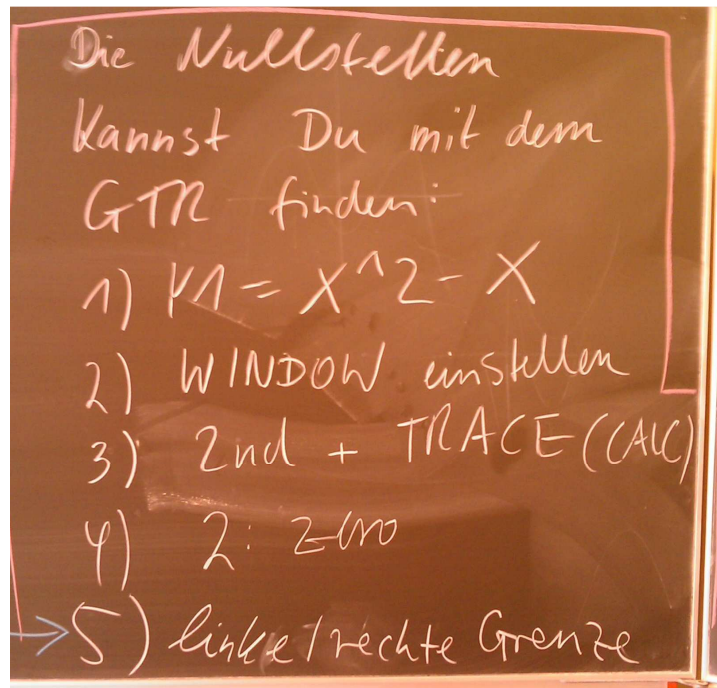 Die Nullstellen
kannst Du mit dem
GTR finden:
1) Y1 = X^2 - X
2) WINDOW einstellen
3) 2nd + TRACE (CALC)
4) 2: zero
5) linke/rechte Grenze